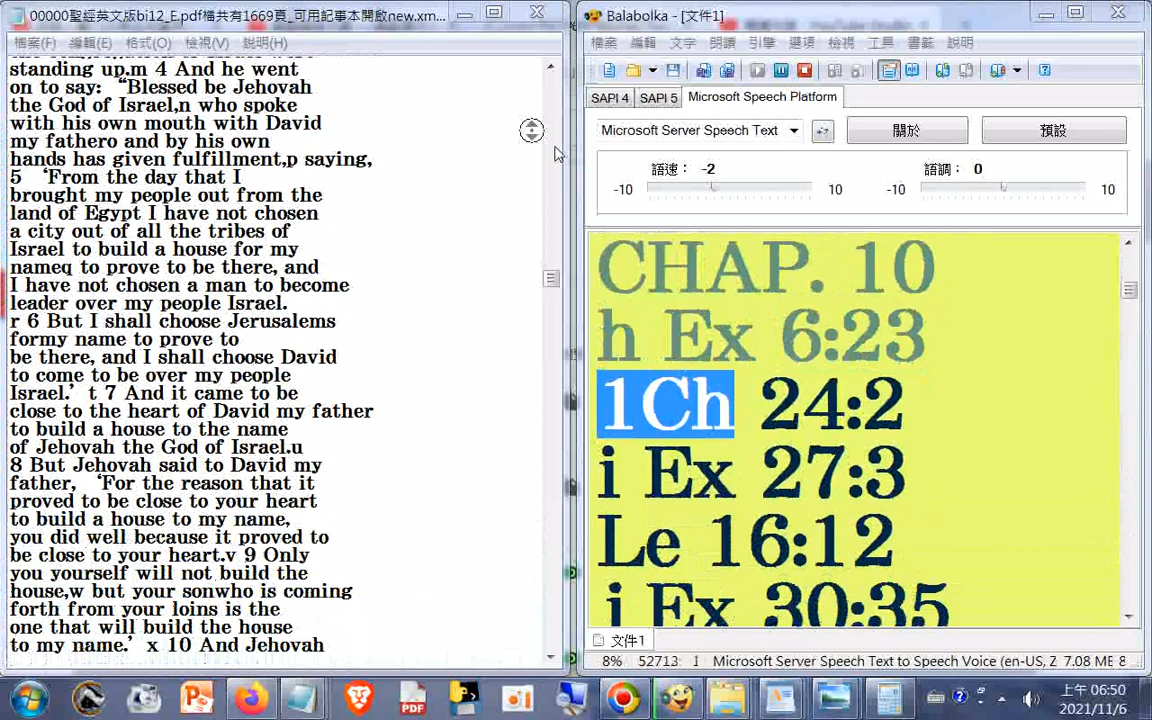 00000聖經英文版bi12_E.pdf檔共有1669頁_可用記事本開啟new.xm...
檔案(F) 編輯(E) 格式(O) 檢視(V) 說明(H)
standing up.m 4 And he went
on to say: “Blessed be Jehovah
the God of Israel,n who spoke
with his own mouth with David
my fathero and by his own
hands has given fulfillment,p saying,
5 ‘From the day that I
brought my people out from the
land of Egypt I have not chosen
a city out of all the tribes of
Israel to build a house for my
nameq to prove to be there, and
I have not chosen a man to become
leader over my people Israel.
r 6 But I shall choose Jerusalems
formy name to prove to
be there, and I shall choose David
to come to be over my people
Israel.’ t 7 And it came to be
close to the heart of David my father
to build a house to the name
of Jehovah the God of Israel.u
8 But Jehovah said to David my
father, ‘For the reason that it
proved to be close to your heart
to build a house to my name,
you did well because it proved to
be close to your heart.v 9 Only
you yourself will not build the
house,w but your sonwho is coming
forth from your loins is the
one that will build the house
to my name.’ x 10 And Jehovah
Balabolka - [文件1]
檔案 編輯 文字 朗讀 引擎 選項 檢視 工具 書籤 說明
SAPI 4 SAPI 5 Microsoft Speech Platform
Microsoft Server Speech Text 關於 預設
語速： -2 語調： 0
-10 10 -10 10
CHAP. 10
h Ex 6:23
1Ch 24:2
i Ex 27:3
Le 16:12
j Ex 30:35
文件1
8% 52713: 1 Microsoft Server Speech Text to Speech Voice (en-US, Z 7.08 ME 8
PDF
上午 06:50
2021/11/6